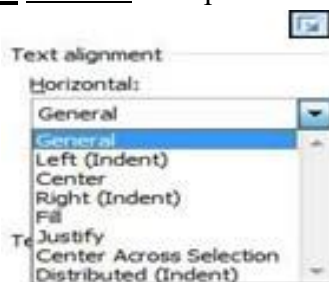 Text alignment
Horizontal:
General
General
Left (Indent)
Center
Right (Indent)
Fill
Justify
Center Across Selection
Distributed (Indent)